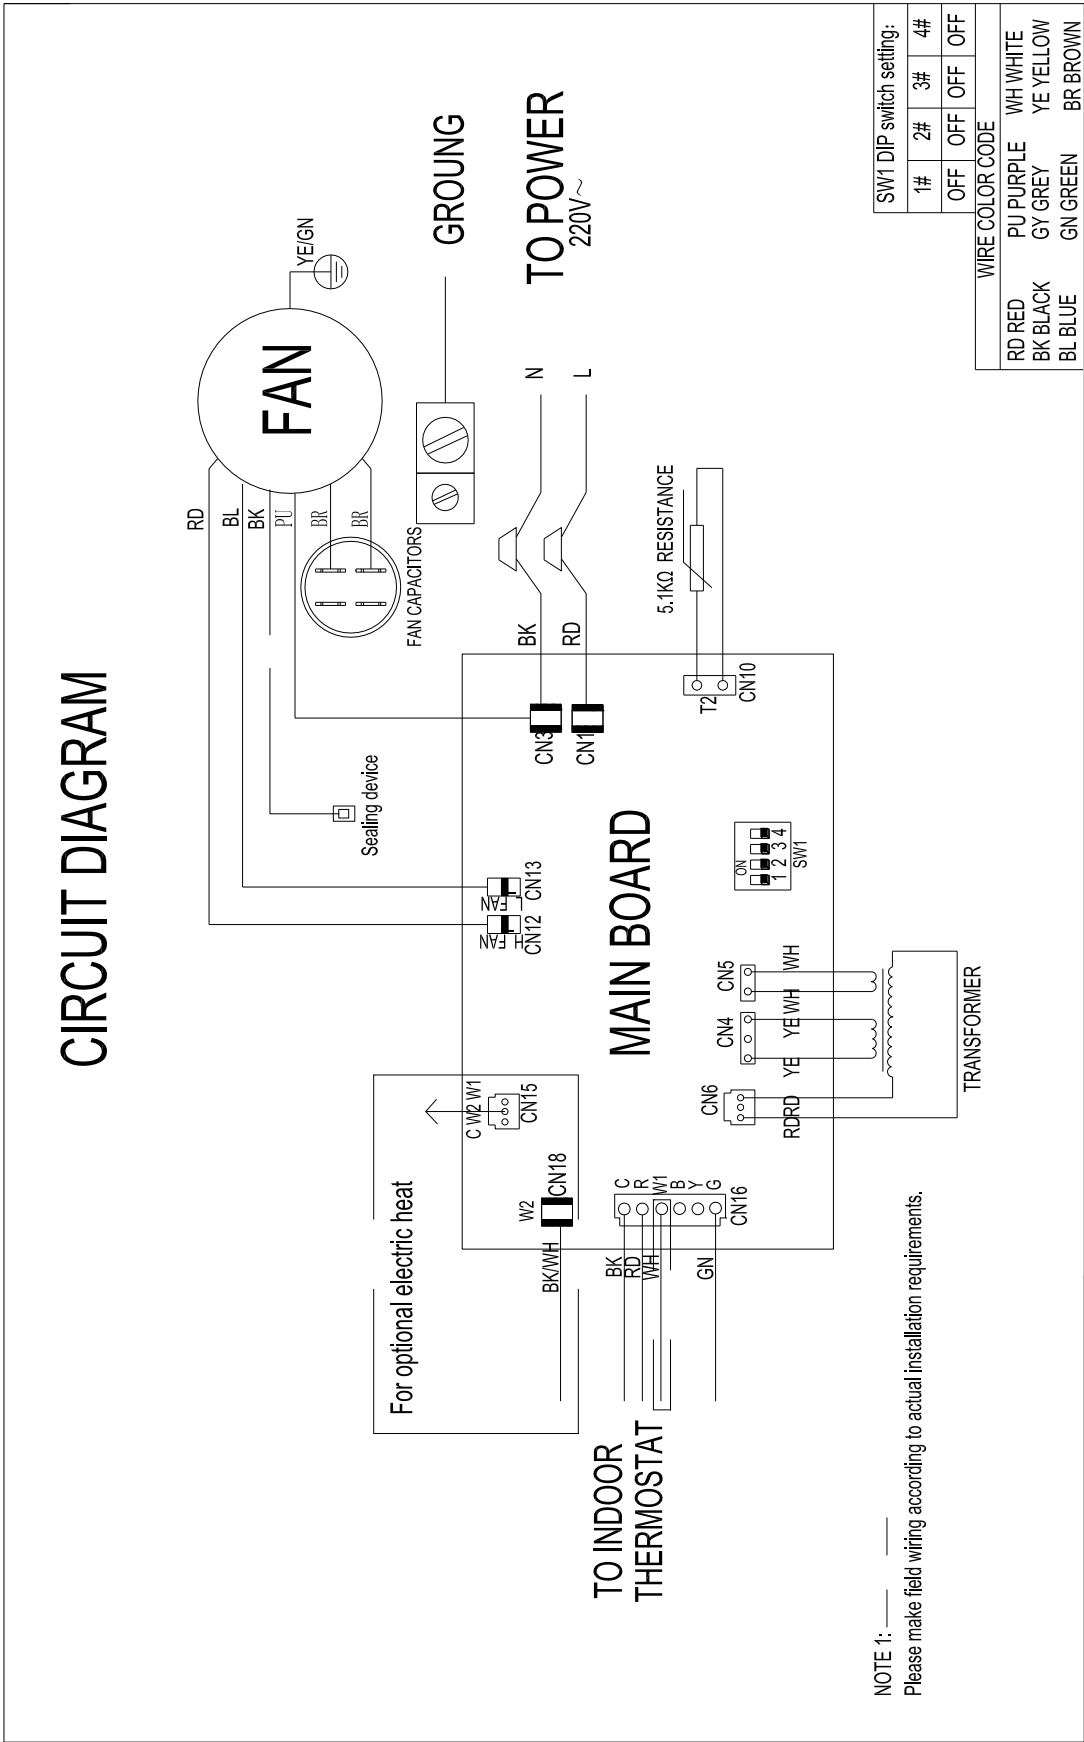 CIRCUIT DIAGRAM
FAN
YE/GN
RD
BL
BK
PU
BR
BR
FAN CAPACITORS
GROUNG
TO POWER
220V～
N
L
BK
RD
Sealing device
5.1KΩ RESISTANCE
T2
CN10
CN3
CN1
L FAN
CN13
H FAN
CN12
MAIN BOARD
ON
1 2 3 4
SW1
For optional electric heat
C W2 W1
CN15
W2
CN18
BK/WH
TO INDOOR
THERMOSTAT
BK
RD
WH
GN
C
R
W1
B
Y
G
CN16
CN6
CN4
CN5
RD
RD
YE
YE
WH
WH
TRANSFORMER
NOTE 1:
Please make field wiring according to actual installation requirements.
SW1 DIP switch setting:
1# 2# 3# 4#
OFF OFF OFF OFF
WIRE COLOR CODE
RD RED PU PURPLE WH WHITE
BK BLACK GY GREY YE YELLOW
BL BLUE GN GREEN BR BROWN